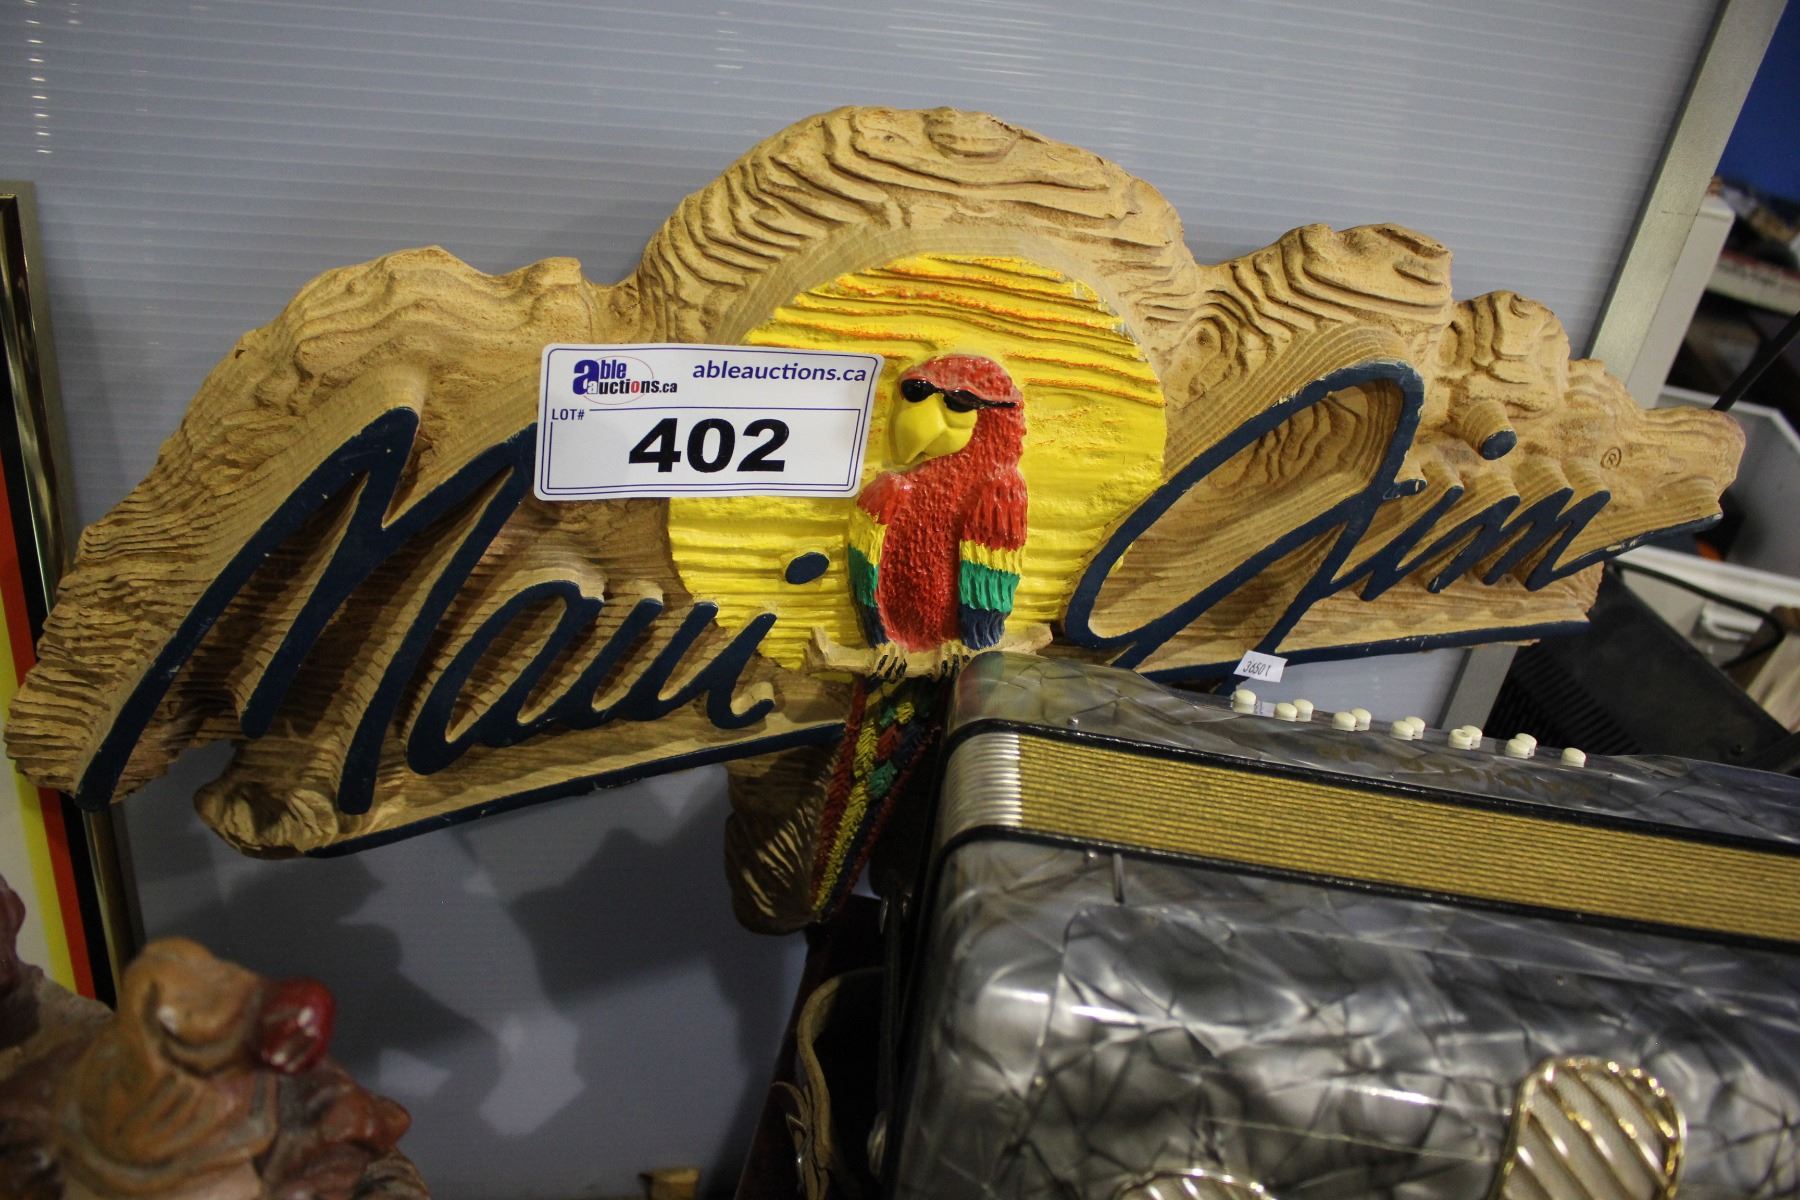 able auctions.ca
ableauctions.ca
LOT#
402
Maui Jim
®
36501